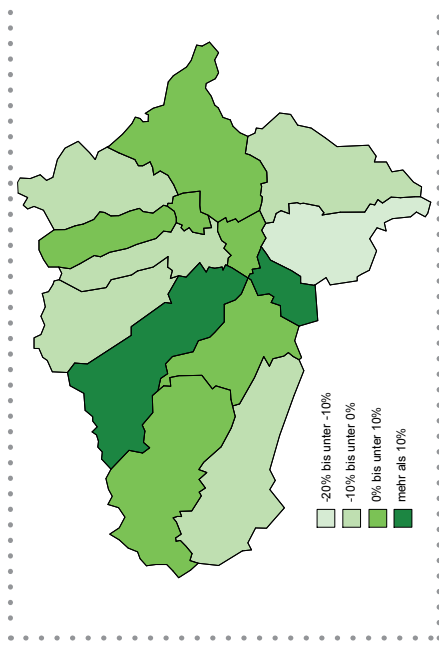 -20% bis unter -10%
-10% bis unter 0%
0% bis unter 10%
mehr als 10%